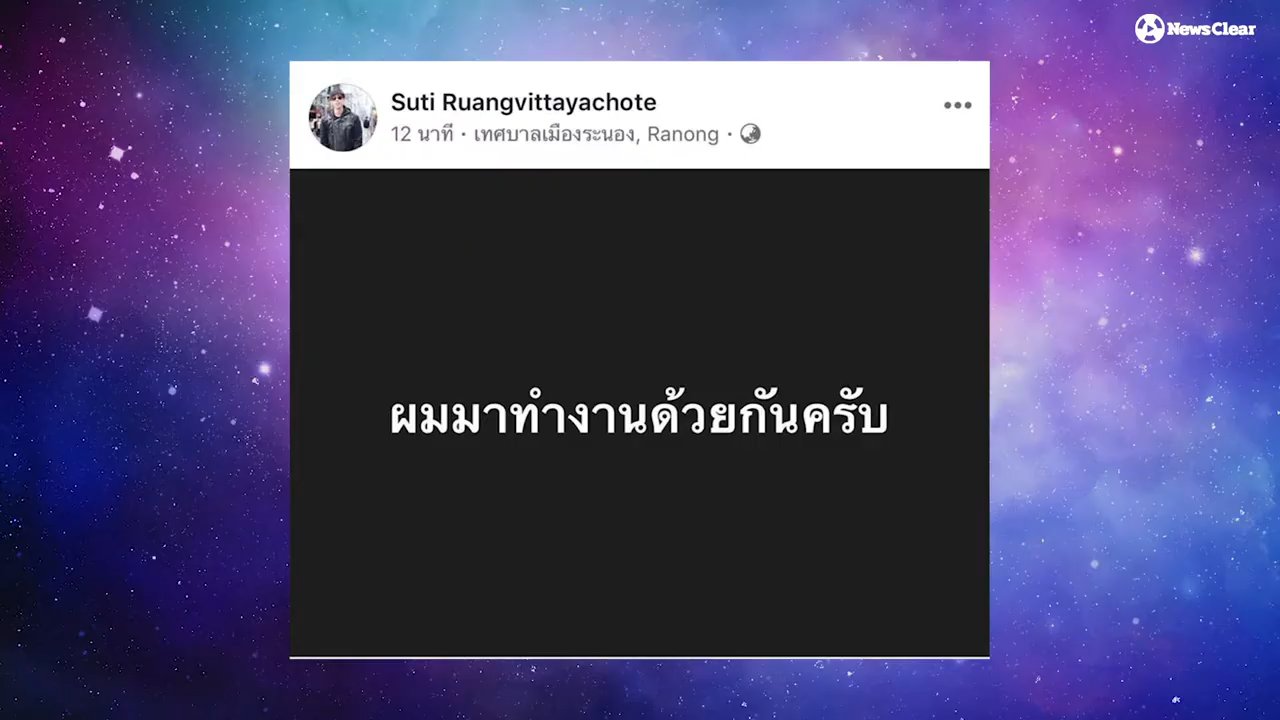 NewsClear
Suti Ruangvittayachote
12 นาที · เทศบาลเมืองระนอง, Ranong ·
ผมมาทำงานด้วยกันครับ